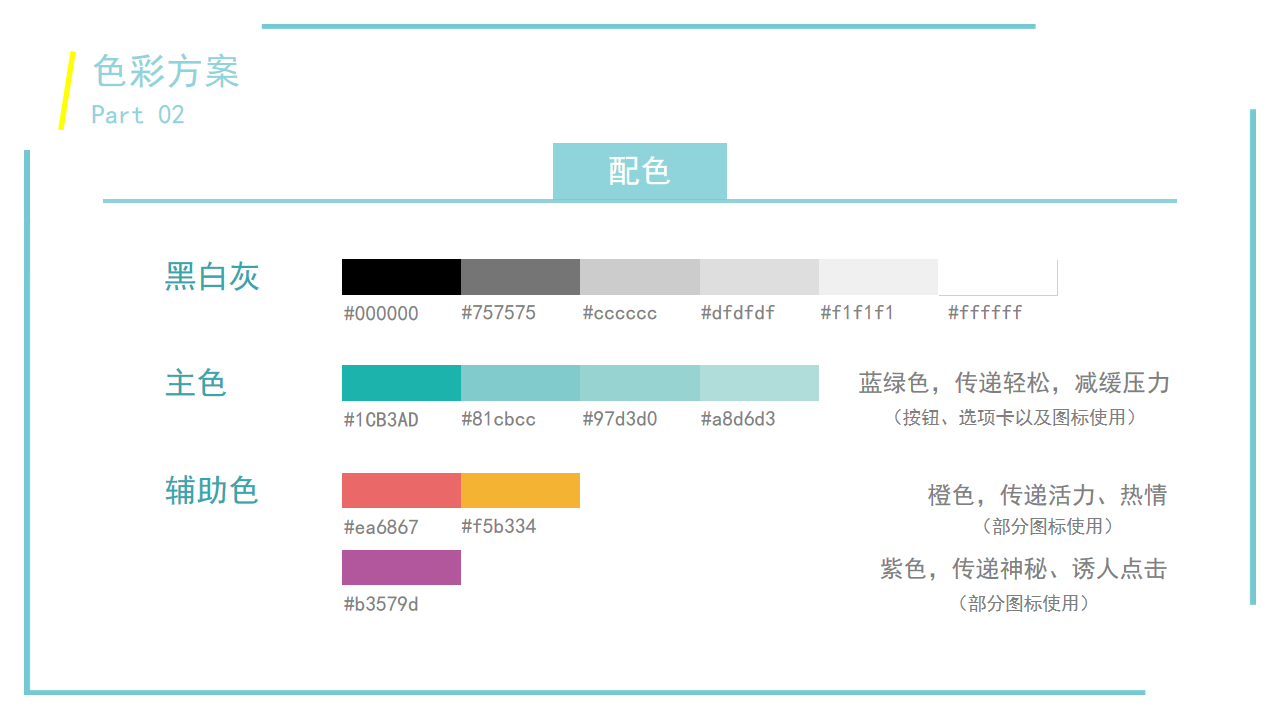 色彩方案
Part 02
配色
黑白灰
#000000 #757575 #cccccc #dfdfdf #f1f1f1 #ffffff
主色
#1CB3AD #81cbcc #97d3d0 #a8d6d3
蓝绿色，传递轻松，减缓压力
（按钮、选项卡以及图标使用）
辅助色
#ea6867 #f5b334
橙色，传递活力、热情
（部分图标使用）
#b3579d
紫色，传递神秘、诱人点击
（部分图标使用）